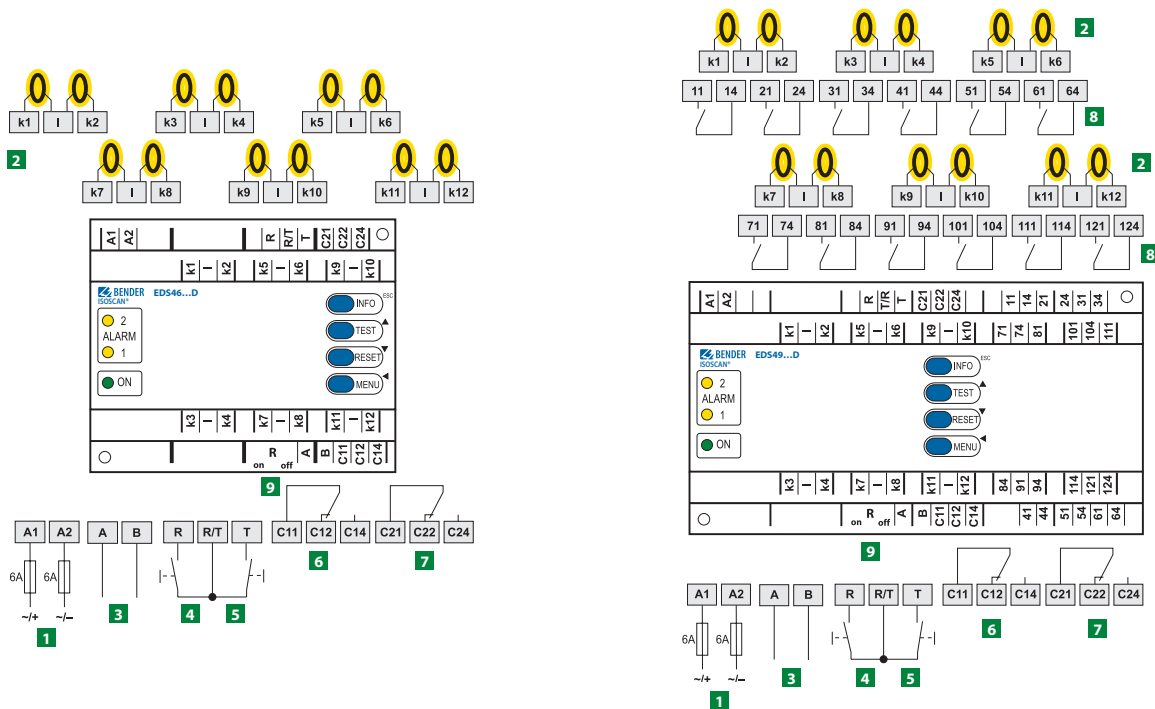 k1 I k2 k3 I k4 k5 I k6
2
k7 I k8 k9 I k10 k11 I k12
A1 A2 R R/T T C21 C22 C24
k1 I k2 k5 I k6 k9 I k10
BENDER EDS46...D
ISOSCAN®
INFO ESC
2
ALARM
1
TEST
RESET
ON
MENU
k3 I k4 k7 I k8 k11 I k12
on R off A B C11 C12 C14
9
A1 A2 A B R R/T T C11 C12 C14 C21 C22 C24
6 7
6A 6A
~/+ ~/–
1 3 4 5
2
k1 I k2 k3 I k4 k5 I k6
11 14 21 24 31 34 41 44 51 54 61 64
8
2
k7 I k8 k9 I k10 k11 I k12
71 74 81 84 91 94 101 104 111 114 121 124
8
A1 A2 R T/R T C21 C22 C24 11 14 21 24 31 34
k1 I k2 k5 I k6 k9 I k10 71 74 81 101 104 111
BENDER EDS49...D
ISOSCAN®
INFO ESC
2
ALARM
1
TEST
RESET
ON
MENU
k3 I k4 k7 I k8 k11 I k12 84 91 94 114 121 124
on R off A B C11 C12 C14 41 44 51 54 61 64
9
A1 A2 A B R R/T T C11 C12 C14 C21 C22 C24
6 7
6A 6A
~/+ ~/–
1 3 4 5